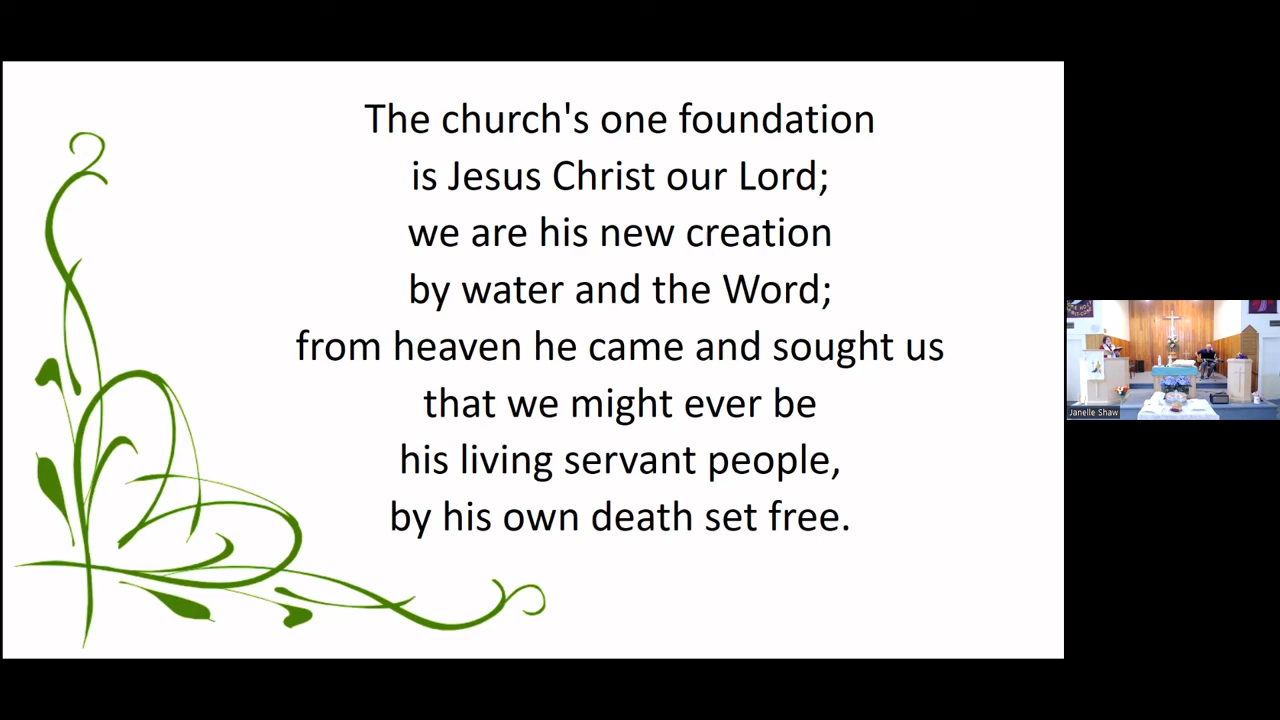 The church's one foundation
is Jesus Christ our Lord;
we are his new creation
by water and the Word;
from heaven he came and sought us
that we might ever be
his living servant people,
by his own death set free.
Janelle Shaw